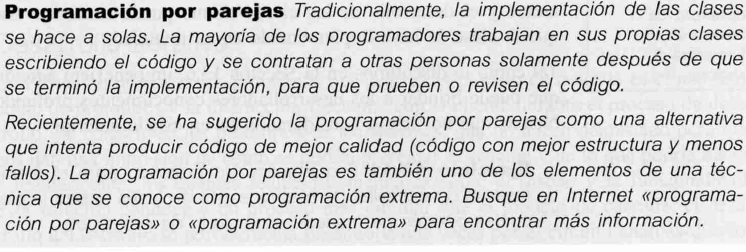 Programación por parejas Tradicionalmente, la implementación de las clases
se hace a solas. La mayoría de los programadores trabajan en sus propias clases
escribiendo el código y se contratan a otras personas solamente después de que
se terminó la implementación, para que prueben o revisen el código.
Recientemente, se ha sugerido la programación por parejas como una alternativa
que intenta producir código de mejor calidad (código con mejor estructura y menos
fallos). La programación por parejas es también uno de los elementos de una téc-
nica que se conoce como programación extrema. Busque en Internet «programa-
ción por parejas» o «programación extrema» para encontrar más información.